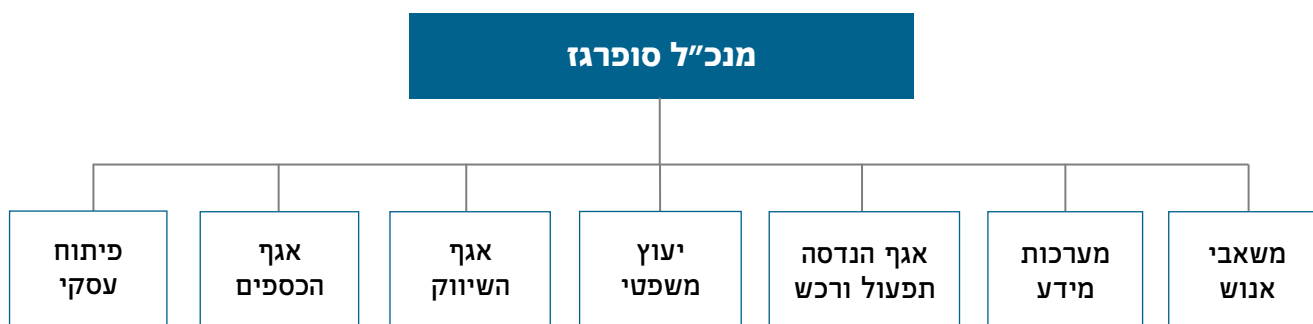 מנכ״ל סופרגז
משאבי
אנוש
מערכות
מידע
אגף הנדסה
תפעול ורכש
יעוץ
משפטי
אגף
השיווק
אגף
הכספים
פיתוח
עסקי